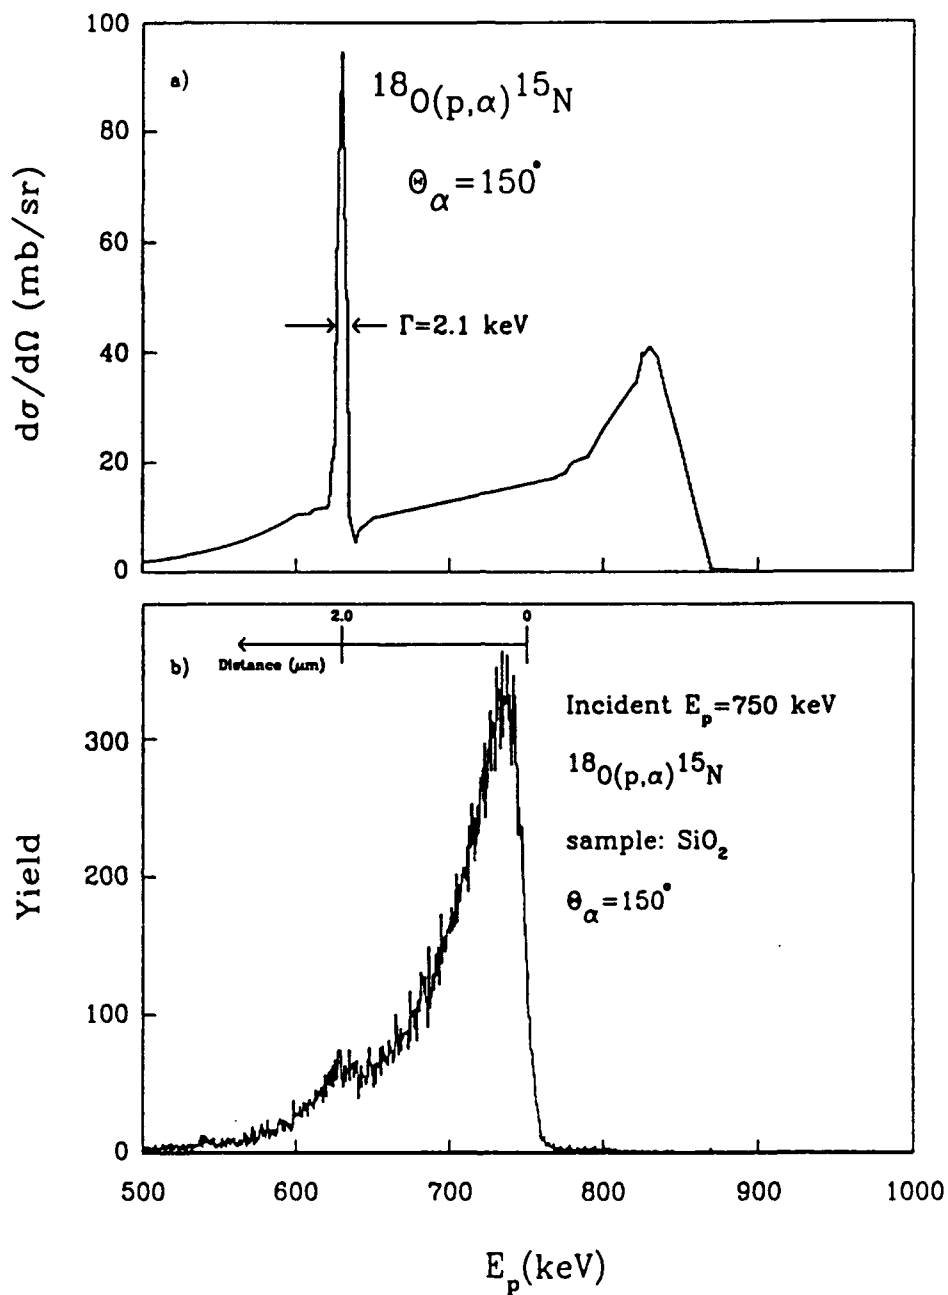 100
80
60
40
20
0
dσ/dΩ (mb/sr)
a)
¹⁸O(p,α)¹⁵N
Θα=150°
Γ=2.1 keV
2.0
0
Distance (μm)
b)
Incident Ep=750 keV
¹⁸O(p,α)¹⁵N
sample: SiO₂
Θα=150°
300
200
100
0
Yield
500
600
700
800
900
1000
Ep(keV)